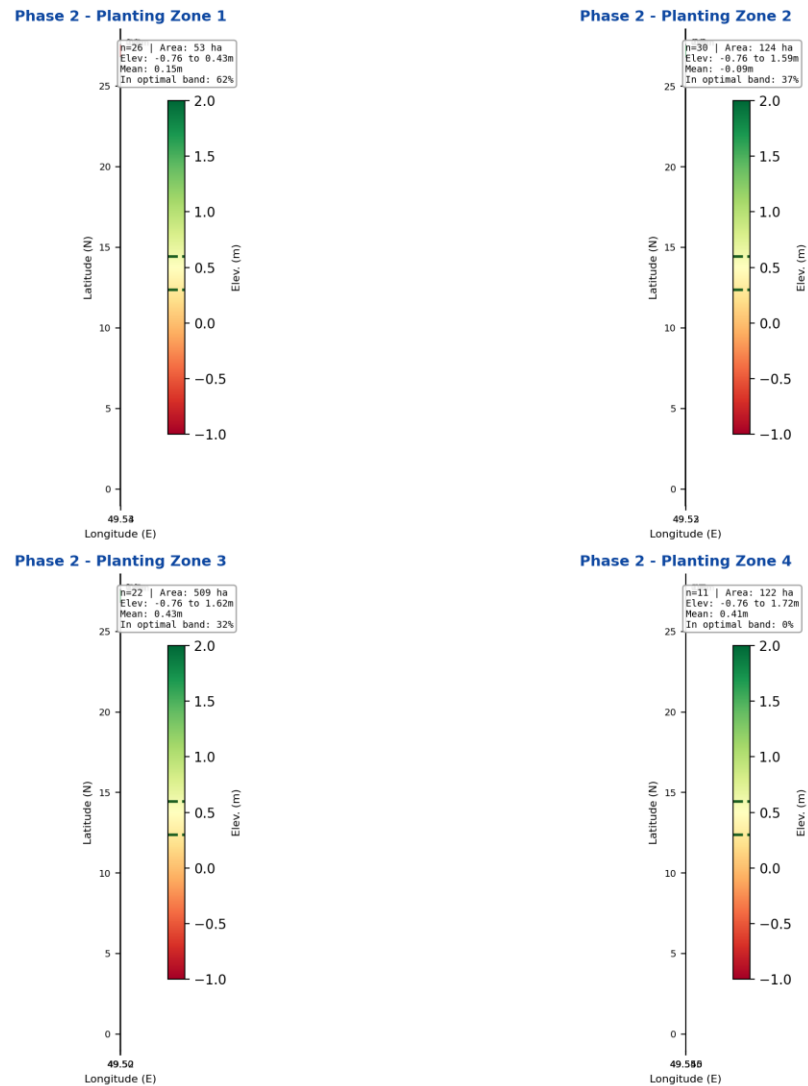 Phase 2 - Planting Zone 1
n=26 | Area: 53 ha
Elev: -0.76 to 0.43m
Mean: 0.15m
In optimal band: 62%
25
20
15
10
5
0
Latitude (N)
2.0
1.5
1.0
0.5
0.0
−0.5
−1.0
Elev. (m)
Longitude (E)
Phase 2 - Planting Zone 2
n=30 | Area: 124 ha
Elev: -0.76 to 1.59m
Mean: -0.09m
In optimal band: 37%
25
20
15
10
5
0
Latitude (N)
2.0
1.5
1.0
0.5
0.0
−0.5
−1.0
Elev. (m)
Longitude (E)
Phase 2 - Planting Zone 3
n=22 | Area: 509 ha
Elev: -0.76 to 1.62m
Mean: 0.43m
In optimal band: 32%
25
20
15
10
5
0
Latitude (N)
2.0
1.5
1.0
0.5
0.0
−0.5
−1.0
Elev. (m)
Longitude (E)
Phase 2 - Planting Zone 4
n=11 | Area: 122 ha
Elev: -0.76 to 1.72m
Mean: 0.41m
In optimal band: 0%
25
20
15
10
5
0
Latitude (N)
2.0
1.5
1.0
0.5
0.0
−0.5
−1.0
Elev. (m)
Longitude (E)